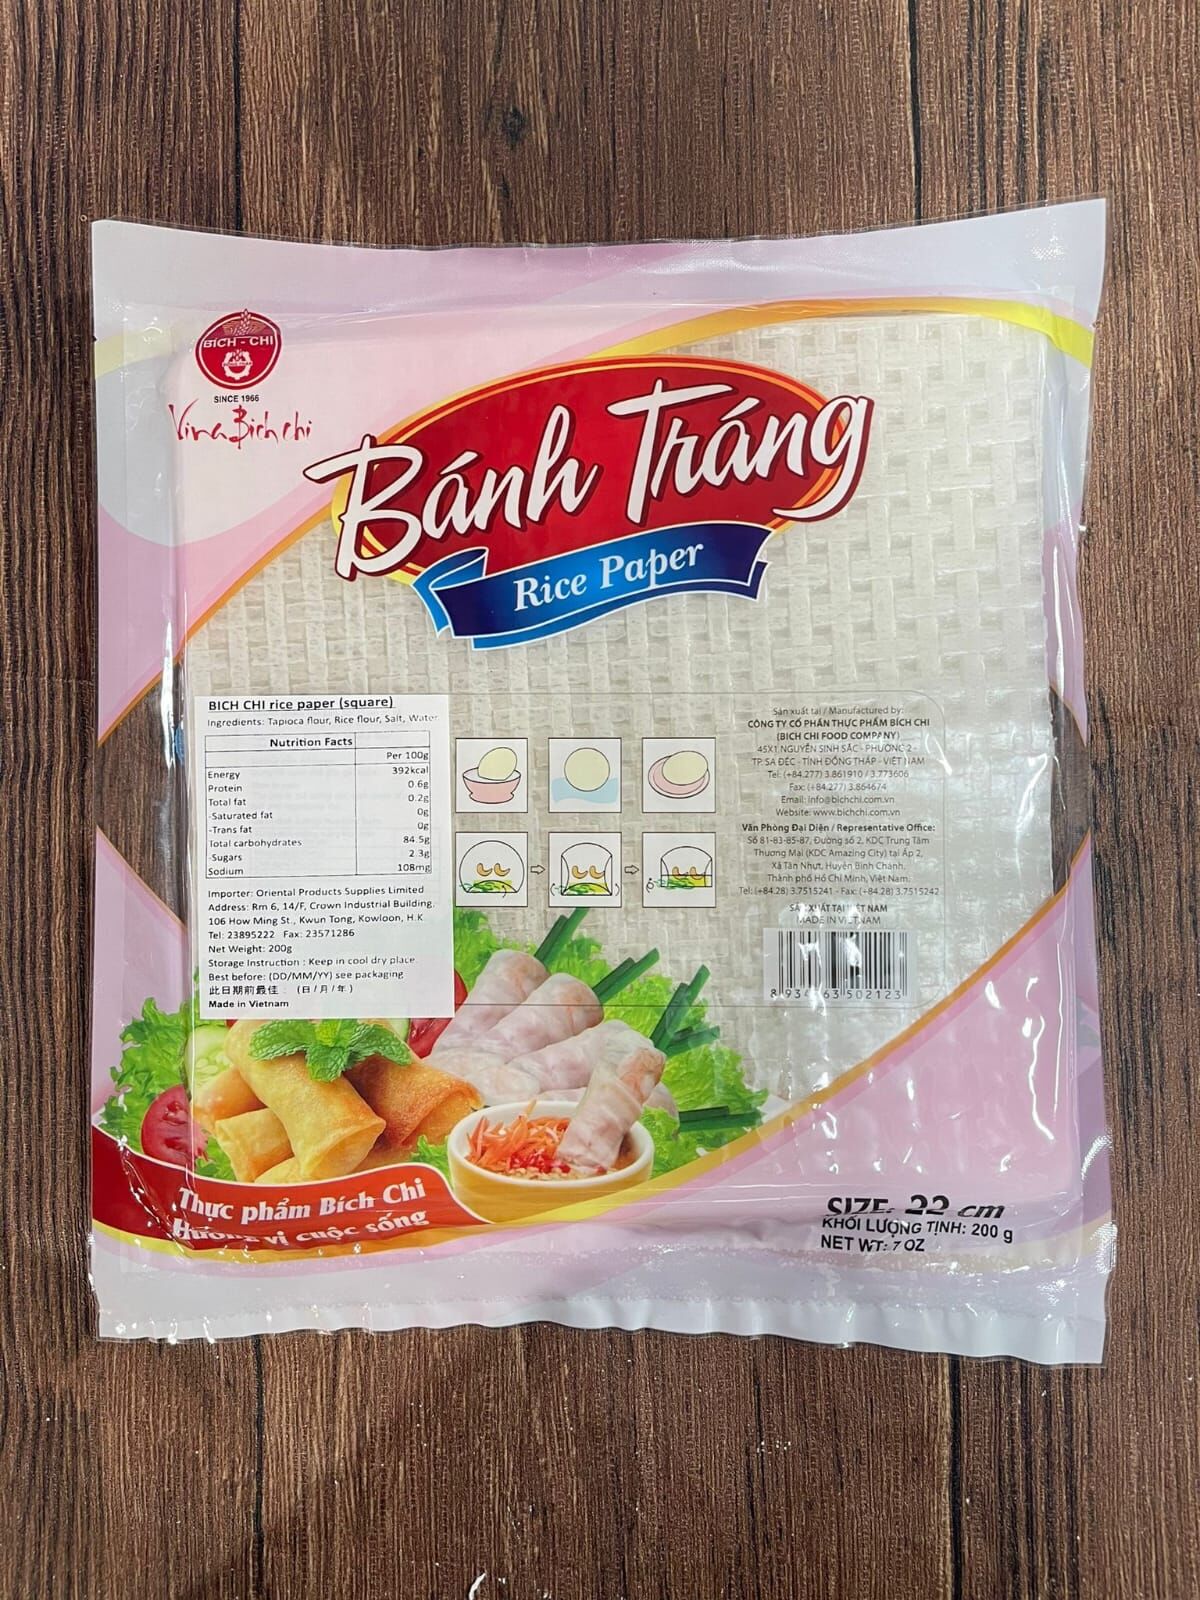 BÍCH - CHI
SINCE 1966
Vina Bich chi
Bánh Tráng
Rice Paper
BICH CHI rice paper (square)
Ingredients: Tapioca flour, Rice flour, Salt, Water
Nutrition Facts
Per 100g
Energy 392kcal
Protein 0.6g
Total fat 0.2g
-Saturated fat 0g
-Trans fat 0g
Total carbohydrates 84.5g
-Sugars 2.3g
Sodium 108mg
Importer: Oriental Products Supplies Limited
Address: Rm 6, 14/F, Crown Industrial Building,
106 How Ming St., Kwun Tong, Kowloon, H.K
Tel: 23895222 Fax: 23571286
Net Weight: 200g
Storage Instruction : Keep in cool dry place.
Best before: (DD/MM/YY) see packaging
此日期前最佳 : (日/月/年)
Made in Vietnam
Sản xuất tại / Manufactured by:
CÔNG TY CỔ PHẦN THỰC PHẨM BÍCH CHI
(BICH CHI FOOD COMPANY)
45X1 NGUYỄN SINH SẮC - PHƯỜNG 2 -
TP. SA ĐÉC - TỈNH ĐỒNG THÁP - VIỆT NAM
Tel: (+84.277) 3.861910 / 3.773606
Fax: (+84.277) 3.864674
Email: info@bichchi.com.vn
Website: www.bichchi.com.vn
Văn Phòng Đại Diện / Representative Office:
Số 81-83-85-87, Đường số 2, KDC Trung Tâm
Thương Mại (KDC Amazing City) tại Ấp 2,
Xã Tân Nhựt, Huyện Bình Chánh,
Thành phố Hồ Chí Minh, Việt Nam.
Tel: (+84.28) 3.7515241 - Fax: (+84.28) 3.7515242
SẢN XUẤT TẠI VIỆT NAM
MADE IN VIETNAM
8 934863 502123
Thực phẩm Bích Chi
Hương vị cuộc sống
SIZE: 22 cm
KHỐI LƯỢNG TỊNH: 200 g
NET WT: 7 OZ